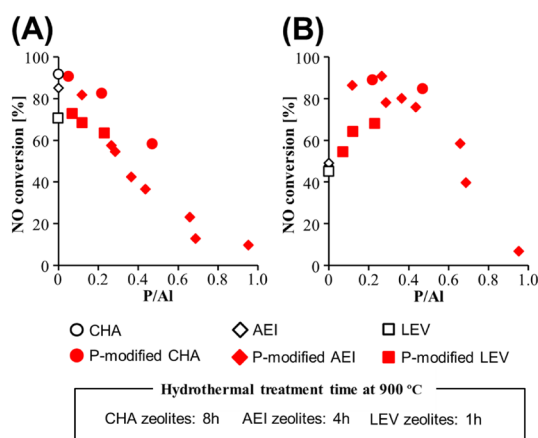 (A)
NO conversion [%]
100
80
60
40
20
0
0
0.2
0.4
0.6
0.8
1.0
P/Al
(B)
NO conversion [%]
100
80
60
40
20
0
0
0.2
0.4
0.6
0.8
1.0
P/Al
CHA AEI LEV
P-modified CHA P-modified AEI P-modified LEV
Hydrothermal treatment time at 900 ºC
CHA zeolites: 8h AEI zeolites: 4h LEV zeolites: 1h